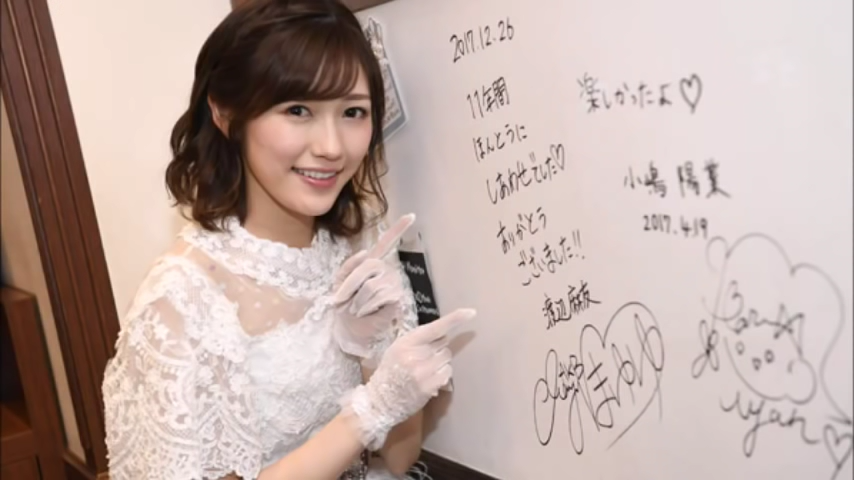 2017.12.26
11年間
ほんとうに
しあわせでした♡
ありがとう
ございました!!
渡辺麻友
まゆゆ
楽しかったよ♡
小嶋陽菜
2017.4.19
nyan